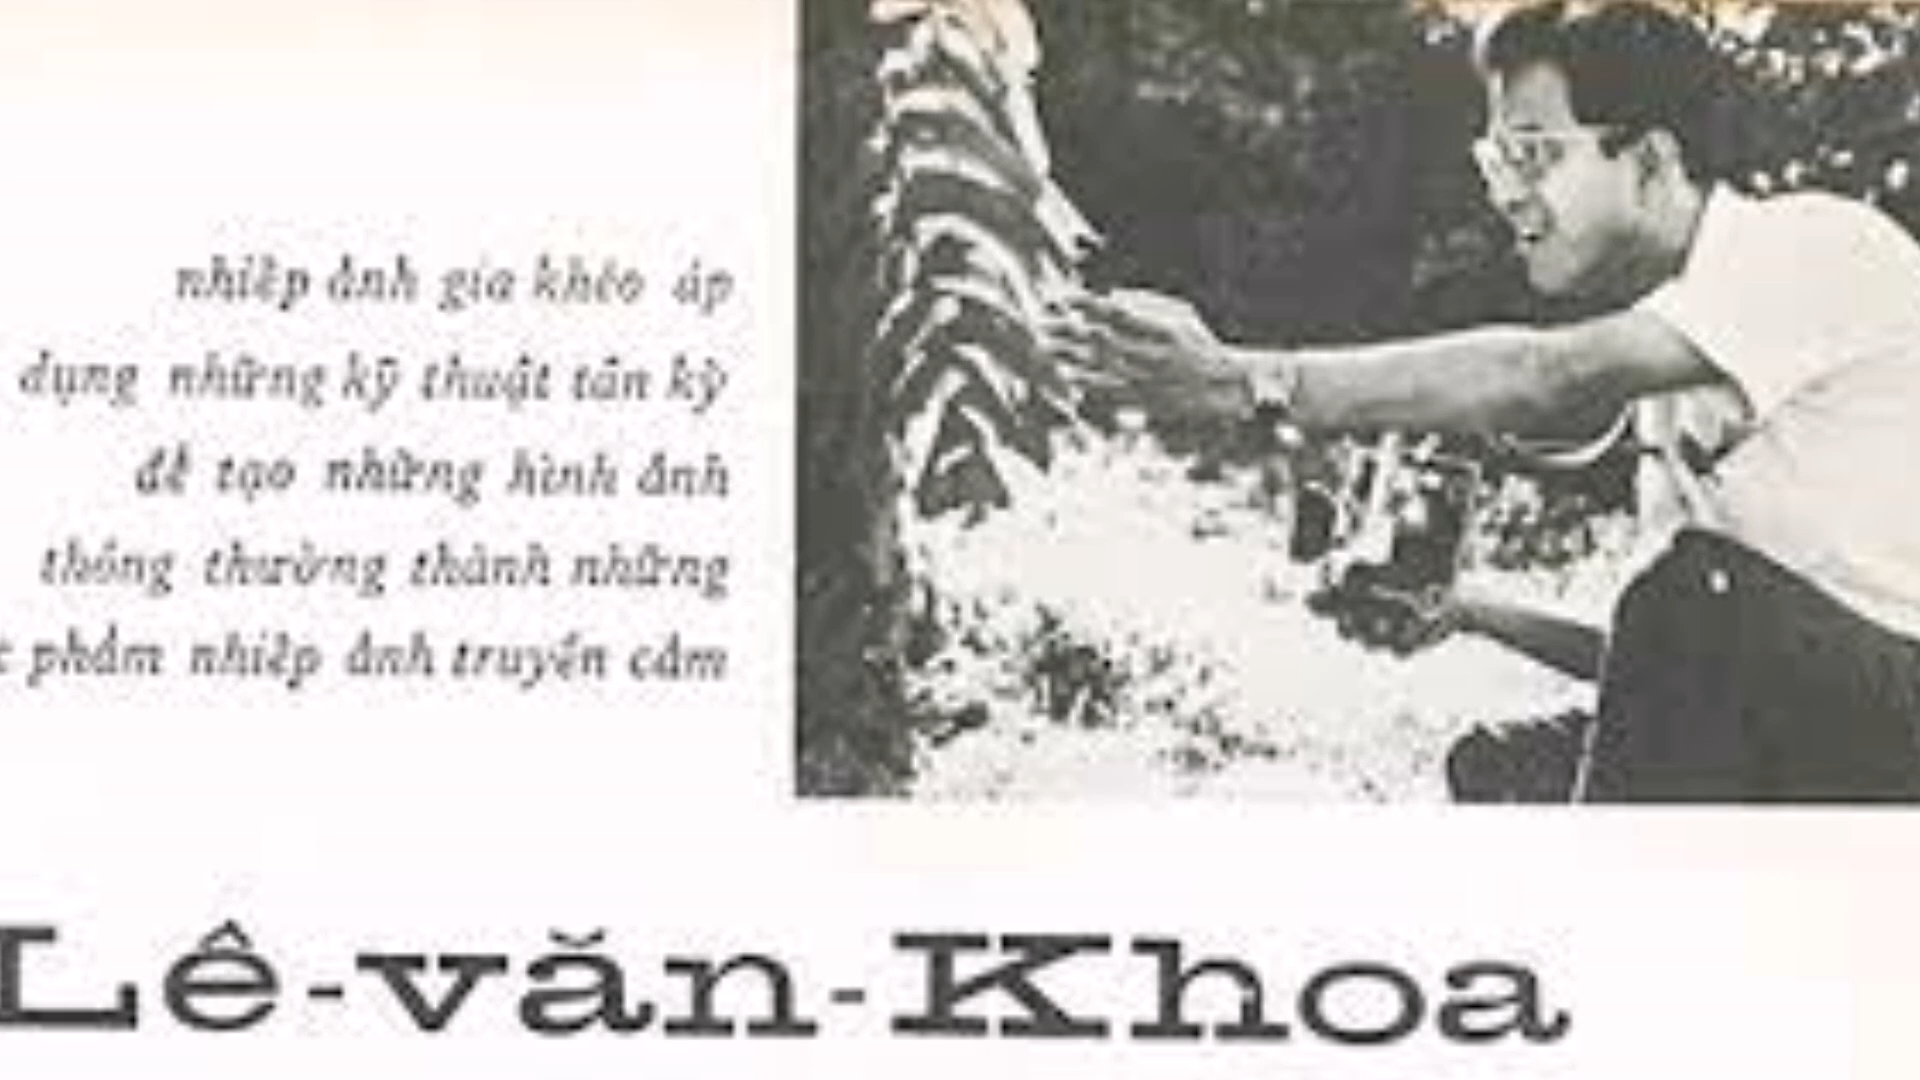 nhiếp ảnh gia khéo áp
dụng những kỹ thuật tân kỳ
để tạo những hình ảnh
thông thường thành những
phẩm nhiếp ảnh truyền cảm
Lê-văn-Khoa